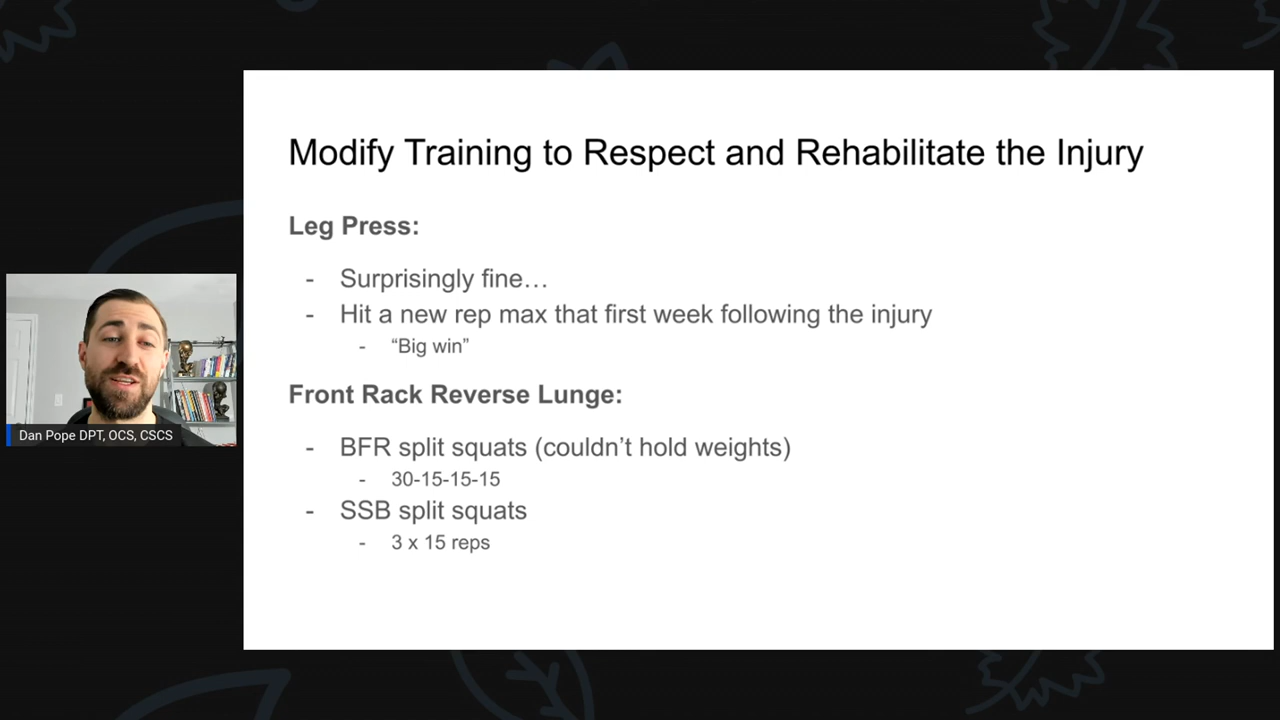 Modify Training to Respect and Rehabilitate the Injury
Leg Press:
- Surprisingly fine…
- Hit a new rep max that first week following the injury
- “Big win”
Front Rack Reverse Lunge:
- BFR split squats (couldn’t hold weights)
- 30-15-15-15
- SSB split squats
- 3 x 15 reps
Dan Pope DPT, OCS, CSCS